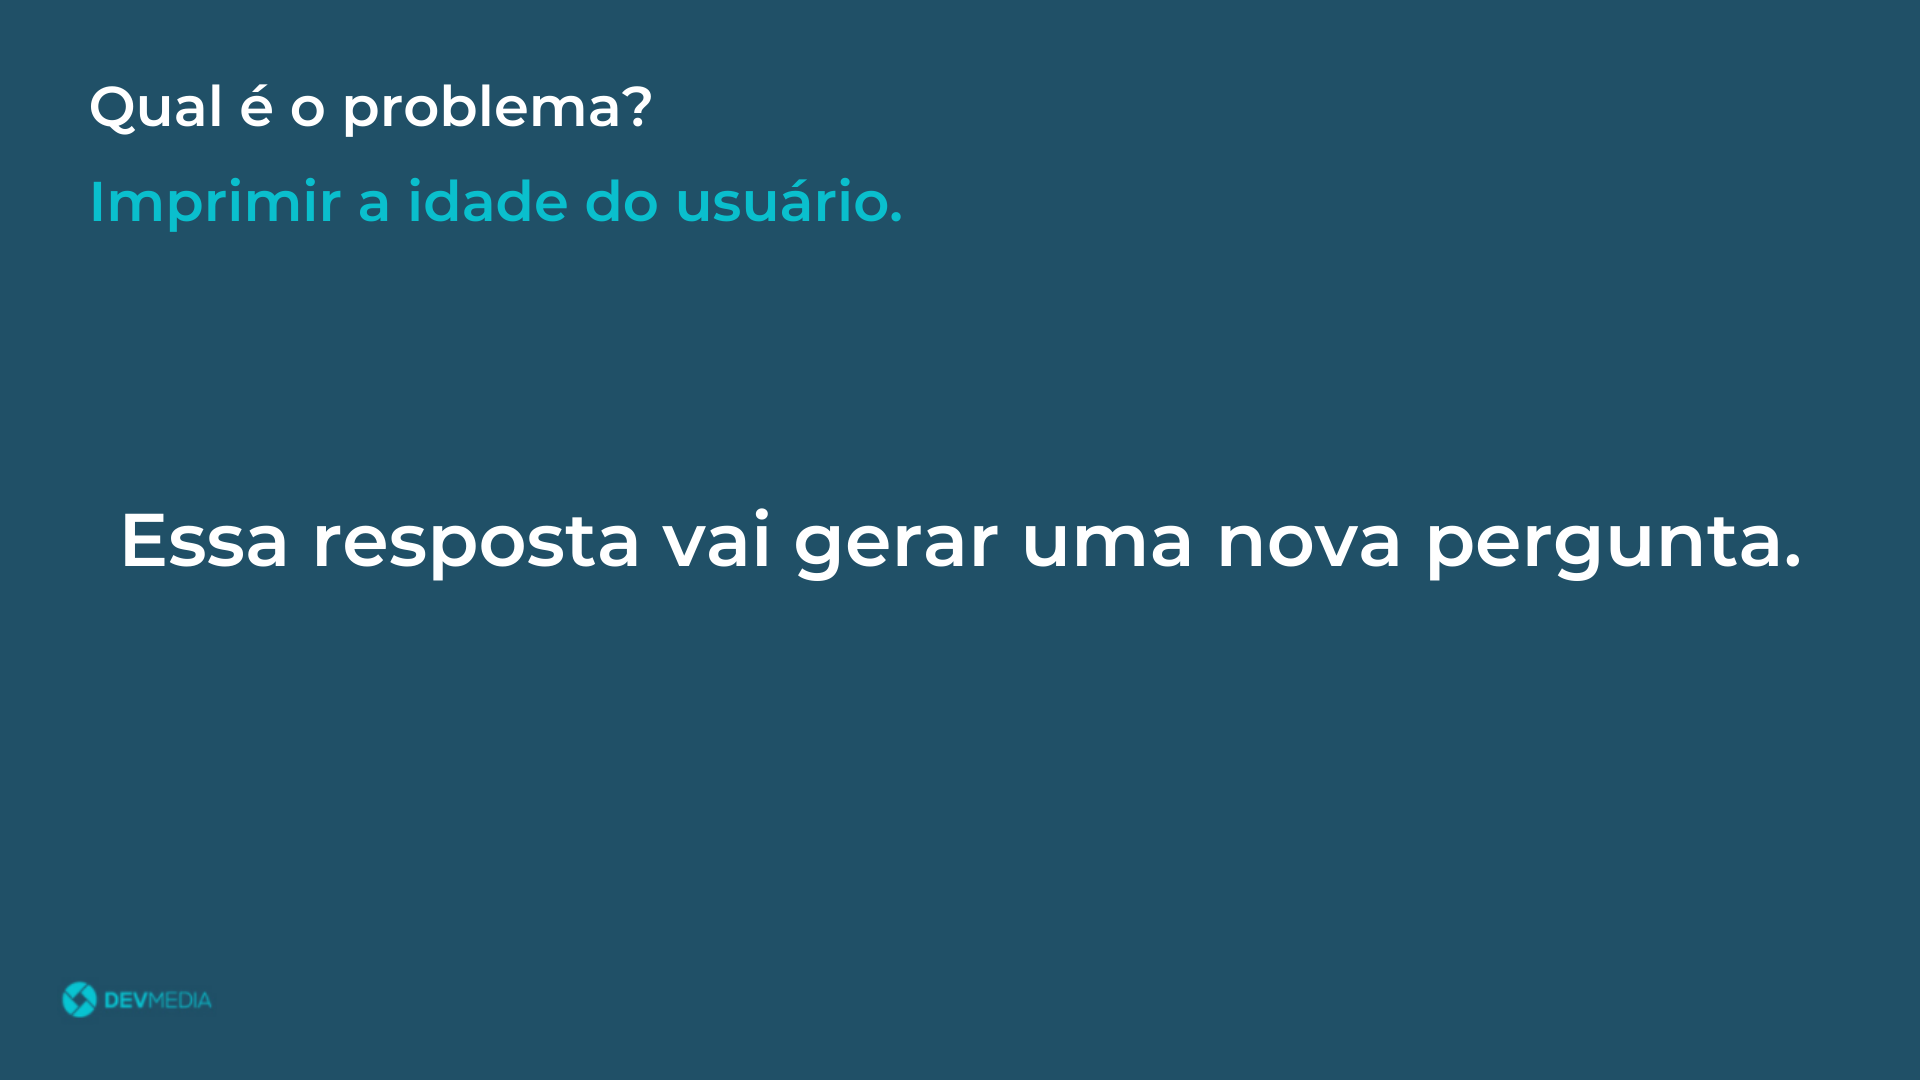 Qual é o problema?
Imprimir a idade do usuário.
Essa resposta vai gerar uma nova pergunta.
DEVMEDIA